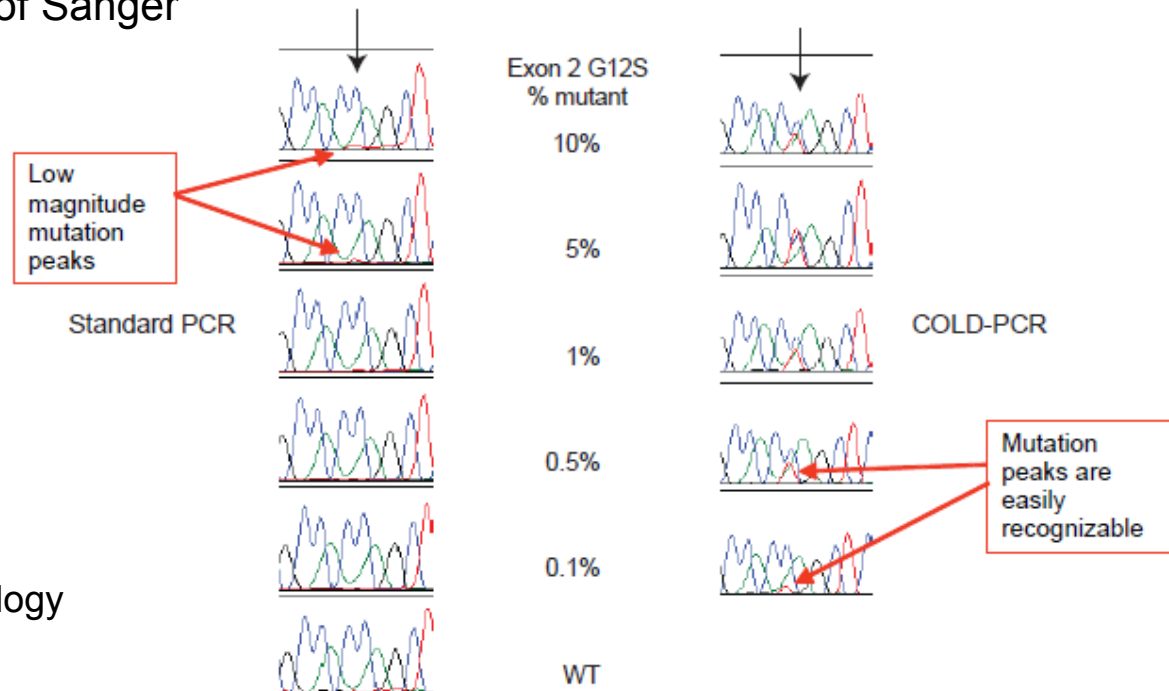 of Sanger
Exon 2 G12S
% mutant
10%
Low
magnitude
mutation
peaks
5%
Standard PCR
COLD-PCR
1%
Mutation
peaks are
easily
recognizable
0.5%
0.1%
logy
WT